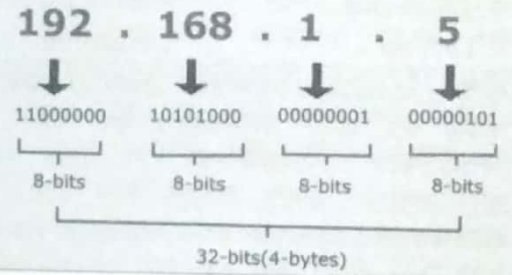 192 . 168 . 1 . 5
11000000 10101000 00000001 00000101
8-bits 8-bits 8-bits 8-bits
32-bits(4-bytes)